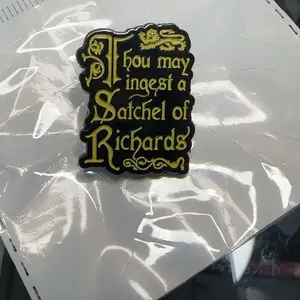 Thou may
ingest a
Satchel of
Richards